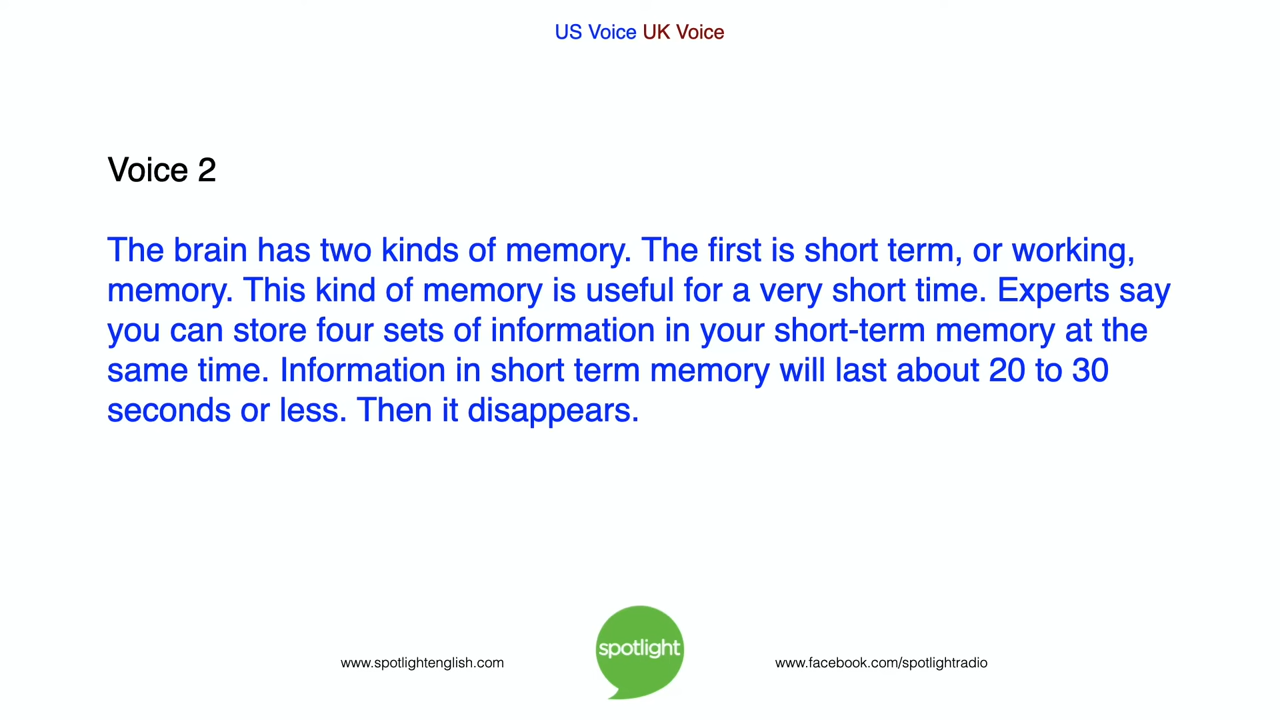 US Voice UK Voice
Voice 2
The brain has two kinds of memory. The first is short term, or working,
memory. This kind of memory is useful for a very short time. Experts say
you can store four sets of information in your short-term memory at the
same time. Information in short term memory will last about 20 to 30
seconds or less. Then it disappears.
www.spotlightenglish.com
spotlight
www.facebook.com/spotlightradio